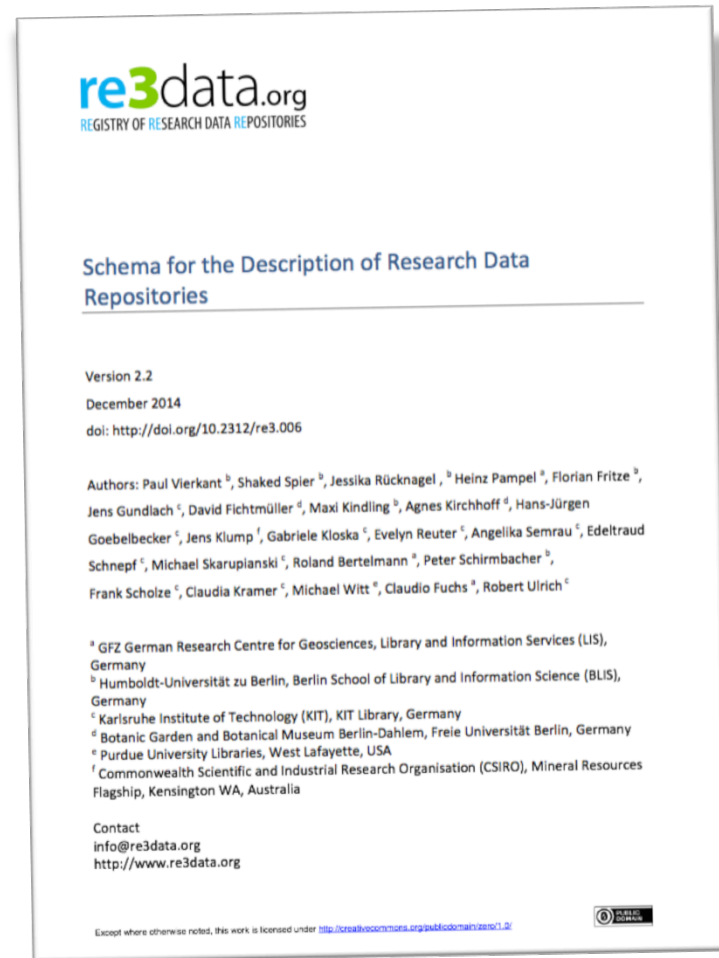 re3data.org
REGISTRY OF RESEARCH DATA REPOSITORIES
Schema for the Description of Research Data
Repositories
Version 2.2
December 2014
doi: http://doi.org/10.2312/re3.006
Authors: Paul Vierkant b, Shaked Spier b, Jessika Rücknagel , b Heinz Pampel a, Florian Fritze b,
Jens Gundlach c, David Fichtmüller d, Maxi Kindling b, Agnes Kirchhoff d, Hans-Jürgen
Goebelbecker c, Jens Klump f, Gabriele Kloska c, Evelyn Reuter c, Angelika Semrau c, Edeltraud
Schnepf c, Michael Skarupianski c, Roland Bertelmann a, Peter Schirmbacher b,
Frank Scholze c, Claudia Kramer c, Michael Witt e, Claudio Fuchs a, Robert Ulrich c
a GFZ German Research Centre for Geosciences, Library and Information Services (LIS),
Germany
b Humboldt-Universität zu Berlin, Berlin School of Library and Information Science (BLIS),
Germany
c Karlsruhe Institute of Technology (KIT), KIT Library, Germany
d Botanic Garden and Botanical Museum Berlin-Dahlem, Freie Universität Berlin, Germany
e Purdue University Libraries, West Lafayette, USA
f Commonwealth Scientific and Industrial Research Organisation (CSIRO), Mineral Resources
Flagship, Kensington WA, Australia
Contact
info@re3data.org
http://www.re3data.org
Except where otherwise noted, this work is licensed under http://creativecommons.org/publicdomain/zero/1.0/
PUBLIC
DOMAIN